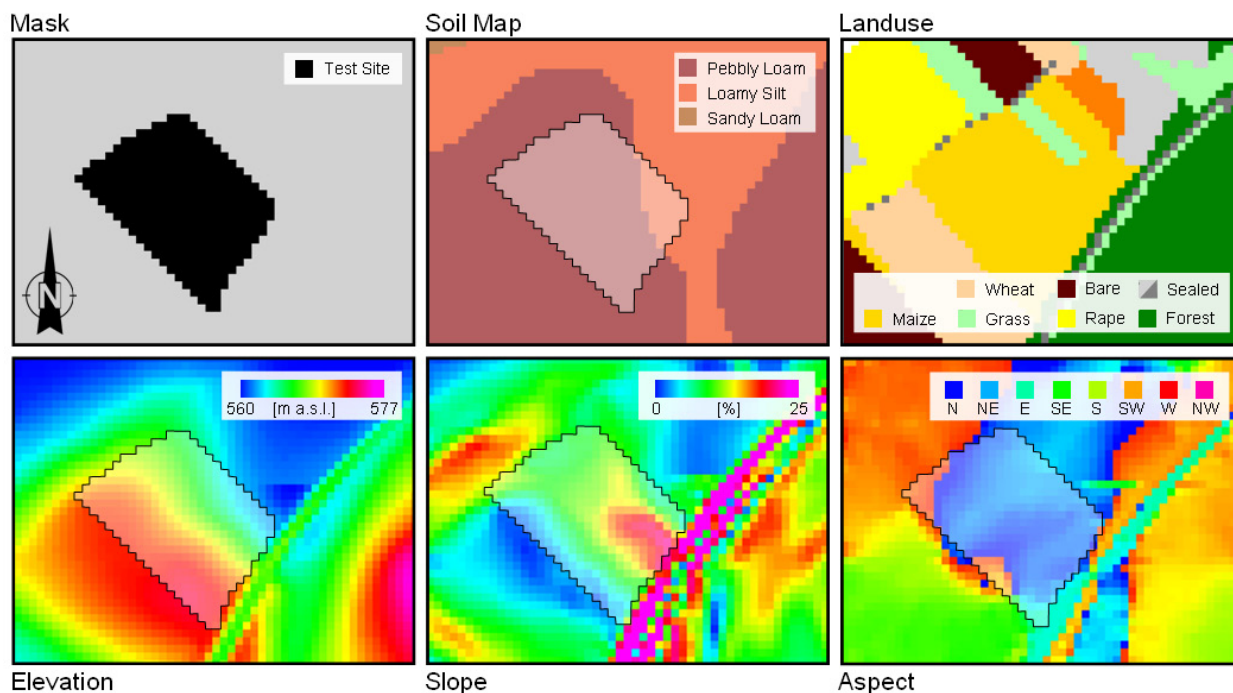 Mask
Soil Map
Landuse
Test Site
N
Pebbly Loam
Loamy Silt
Sandy Loam
Wheat Bare Sealed
Maize Grass Rape Forest
560 [m a.s.l.] 577
0 [%] 25
N NE E SE S SW W NW
Elevation
Slope
Aspect